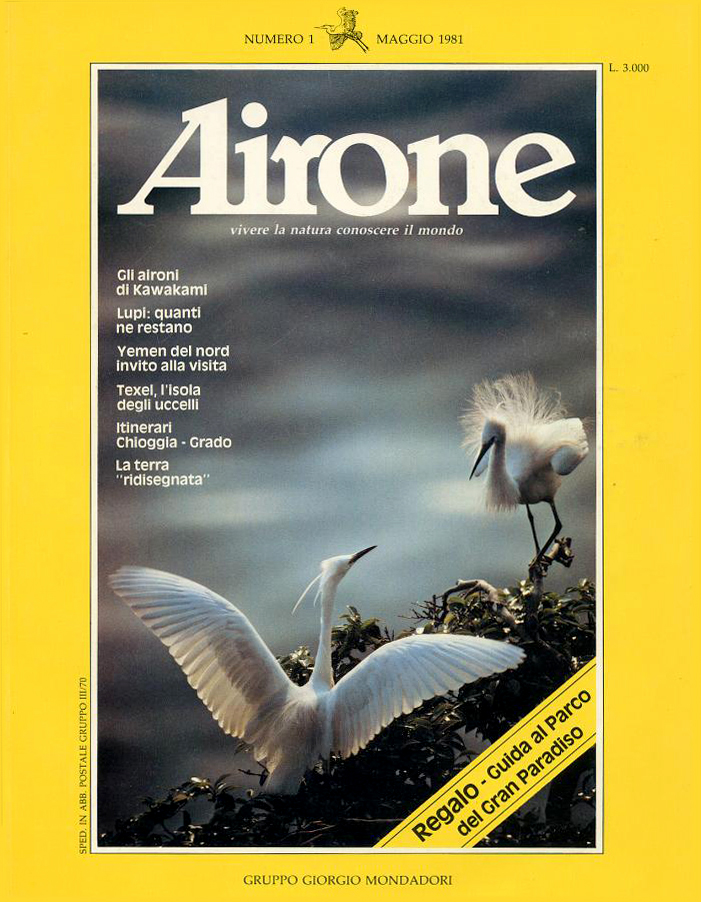 NUMERO 1 MAGGIO 1981
L. 3.000
Airone
vivere la natura conoscere il mondo
Gli aironi
di Kawakami
Lupi: quanti
ne restano
Yemen del nord
invito alla visita
Texel, l'isola
degli uccelli
Itinerari
Chioggia - Grado
La terra
"ridisegnata"
Regalo - Guida al Parco
del Gran Paradiso
SPED. IN ABB. POSTALE GRUPPO III/70
GRUPPO GIORGIO MONDADORI